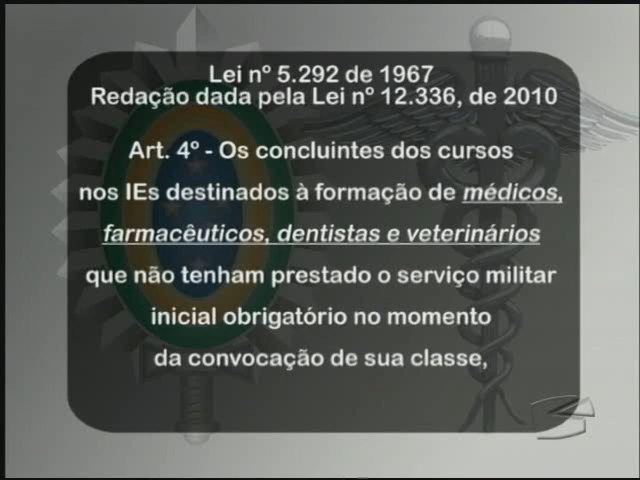 Lei nº 5.292 de 1967
Redação dada pela Lei nº 12.336, de 2010
Art. 4º - Os concluintes dos cursos
nos IEs destinados à formação de médicos,
farmacêuticos, dentistas e veterinários
que não tenham prestado o serviço militar
inicial obrigatório no momento
da convocação de sua classe,